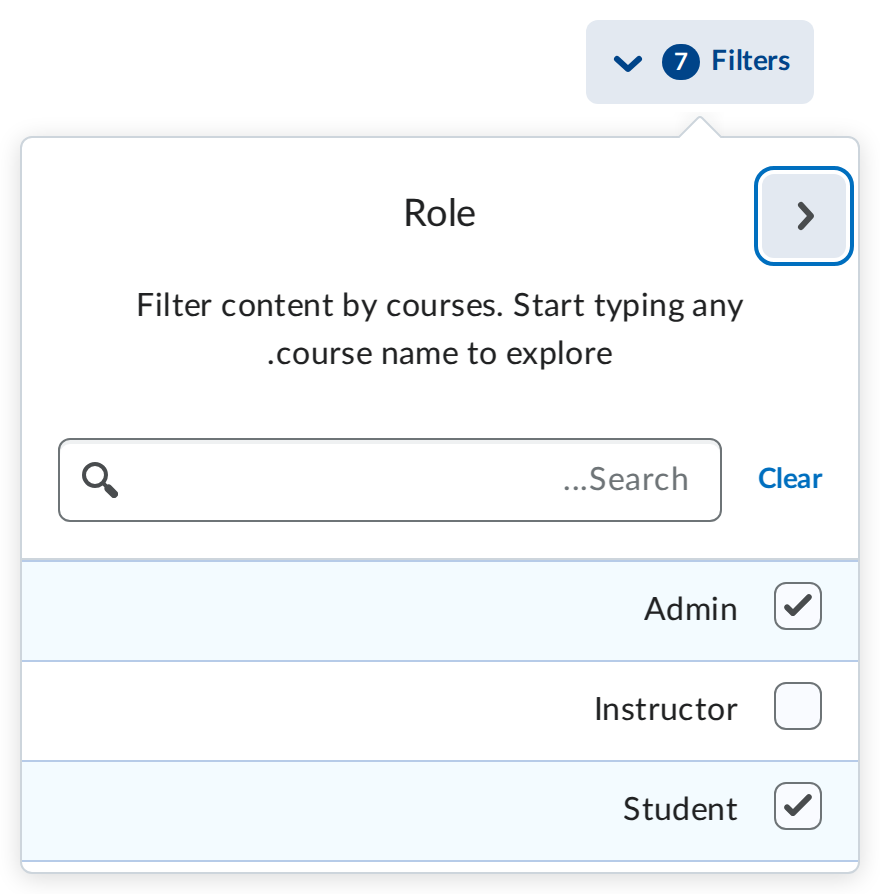 7 Filters
Role
Filter content by courses. Start typing any
.course name to explore
...Search
Clear
Admin
Instructor
Student